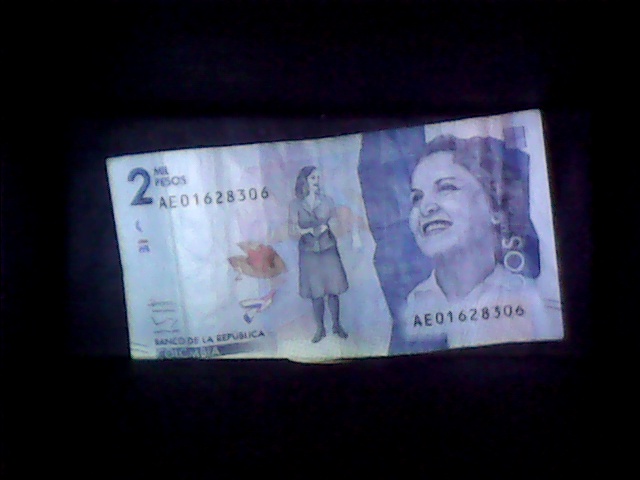 2 MIL
PESOS
AE01628306
BANCO DE LA REPÚBLICA
COLOMBIA
AE01628306